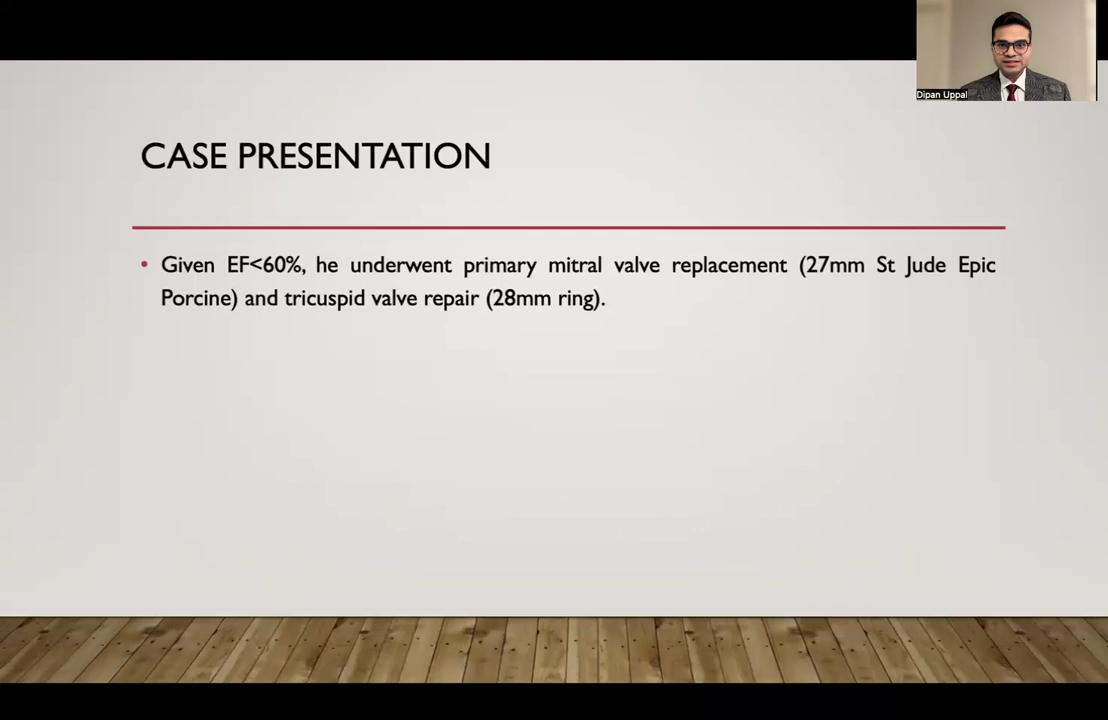 Dipan Uppal
CASE PRESENTATION
• Given EF<60%, he underwent primary mitral valve replacement (27mm St Jude Epic
Porcine) and tricuspid valve repair (28mm ring).